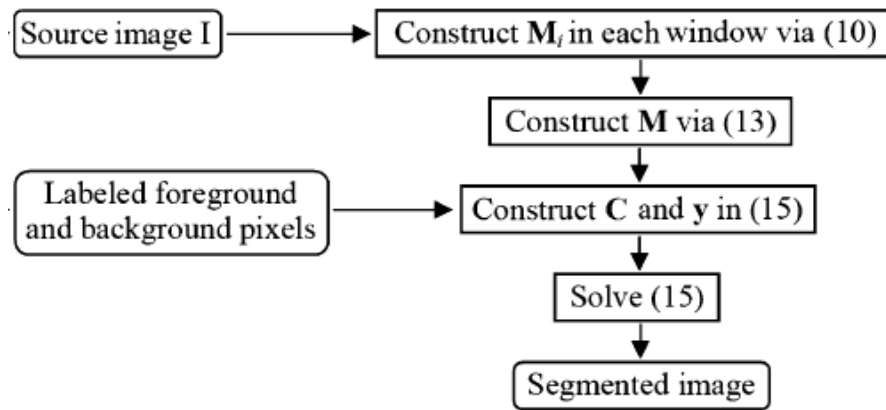 Source image I
Construct Mᵢ in each window via (10)
Construct M via (13)
Labeled foreground
and background pixels
Construct C and y in (15)
Solve (15)
Segmented image